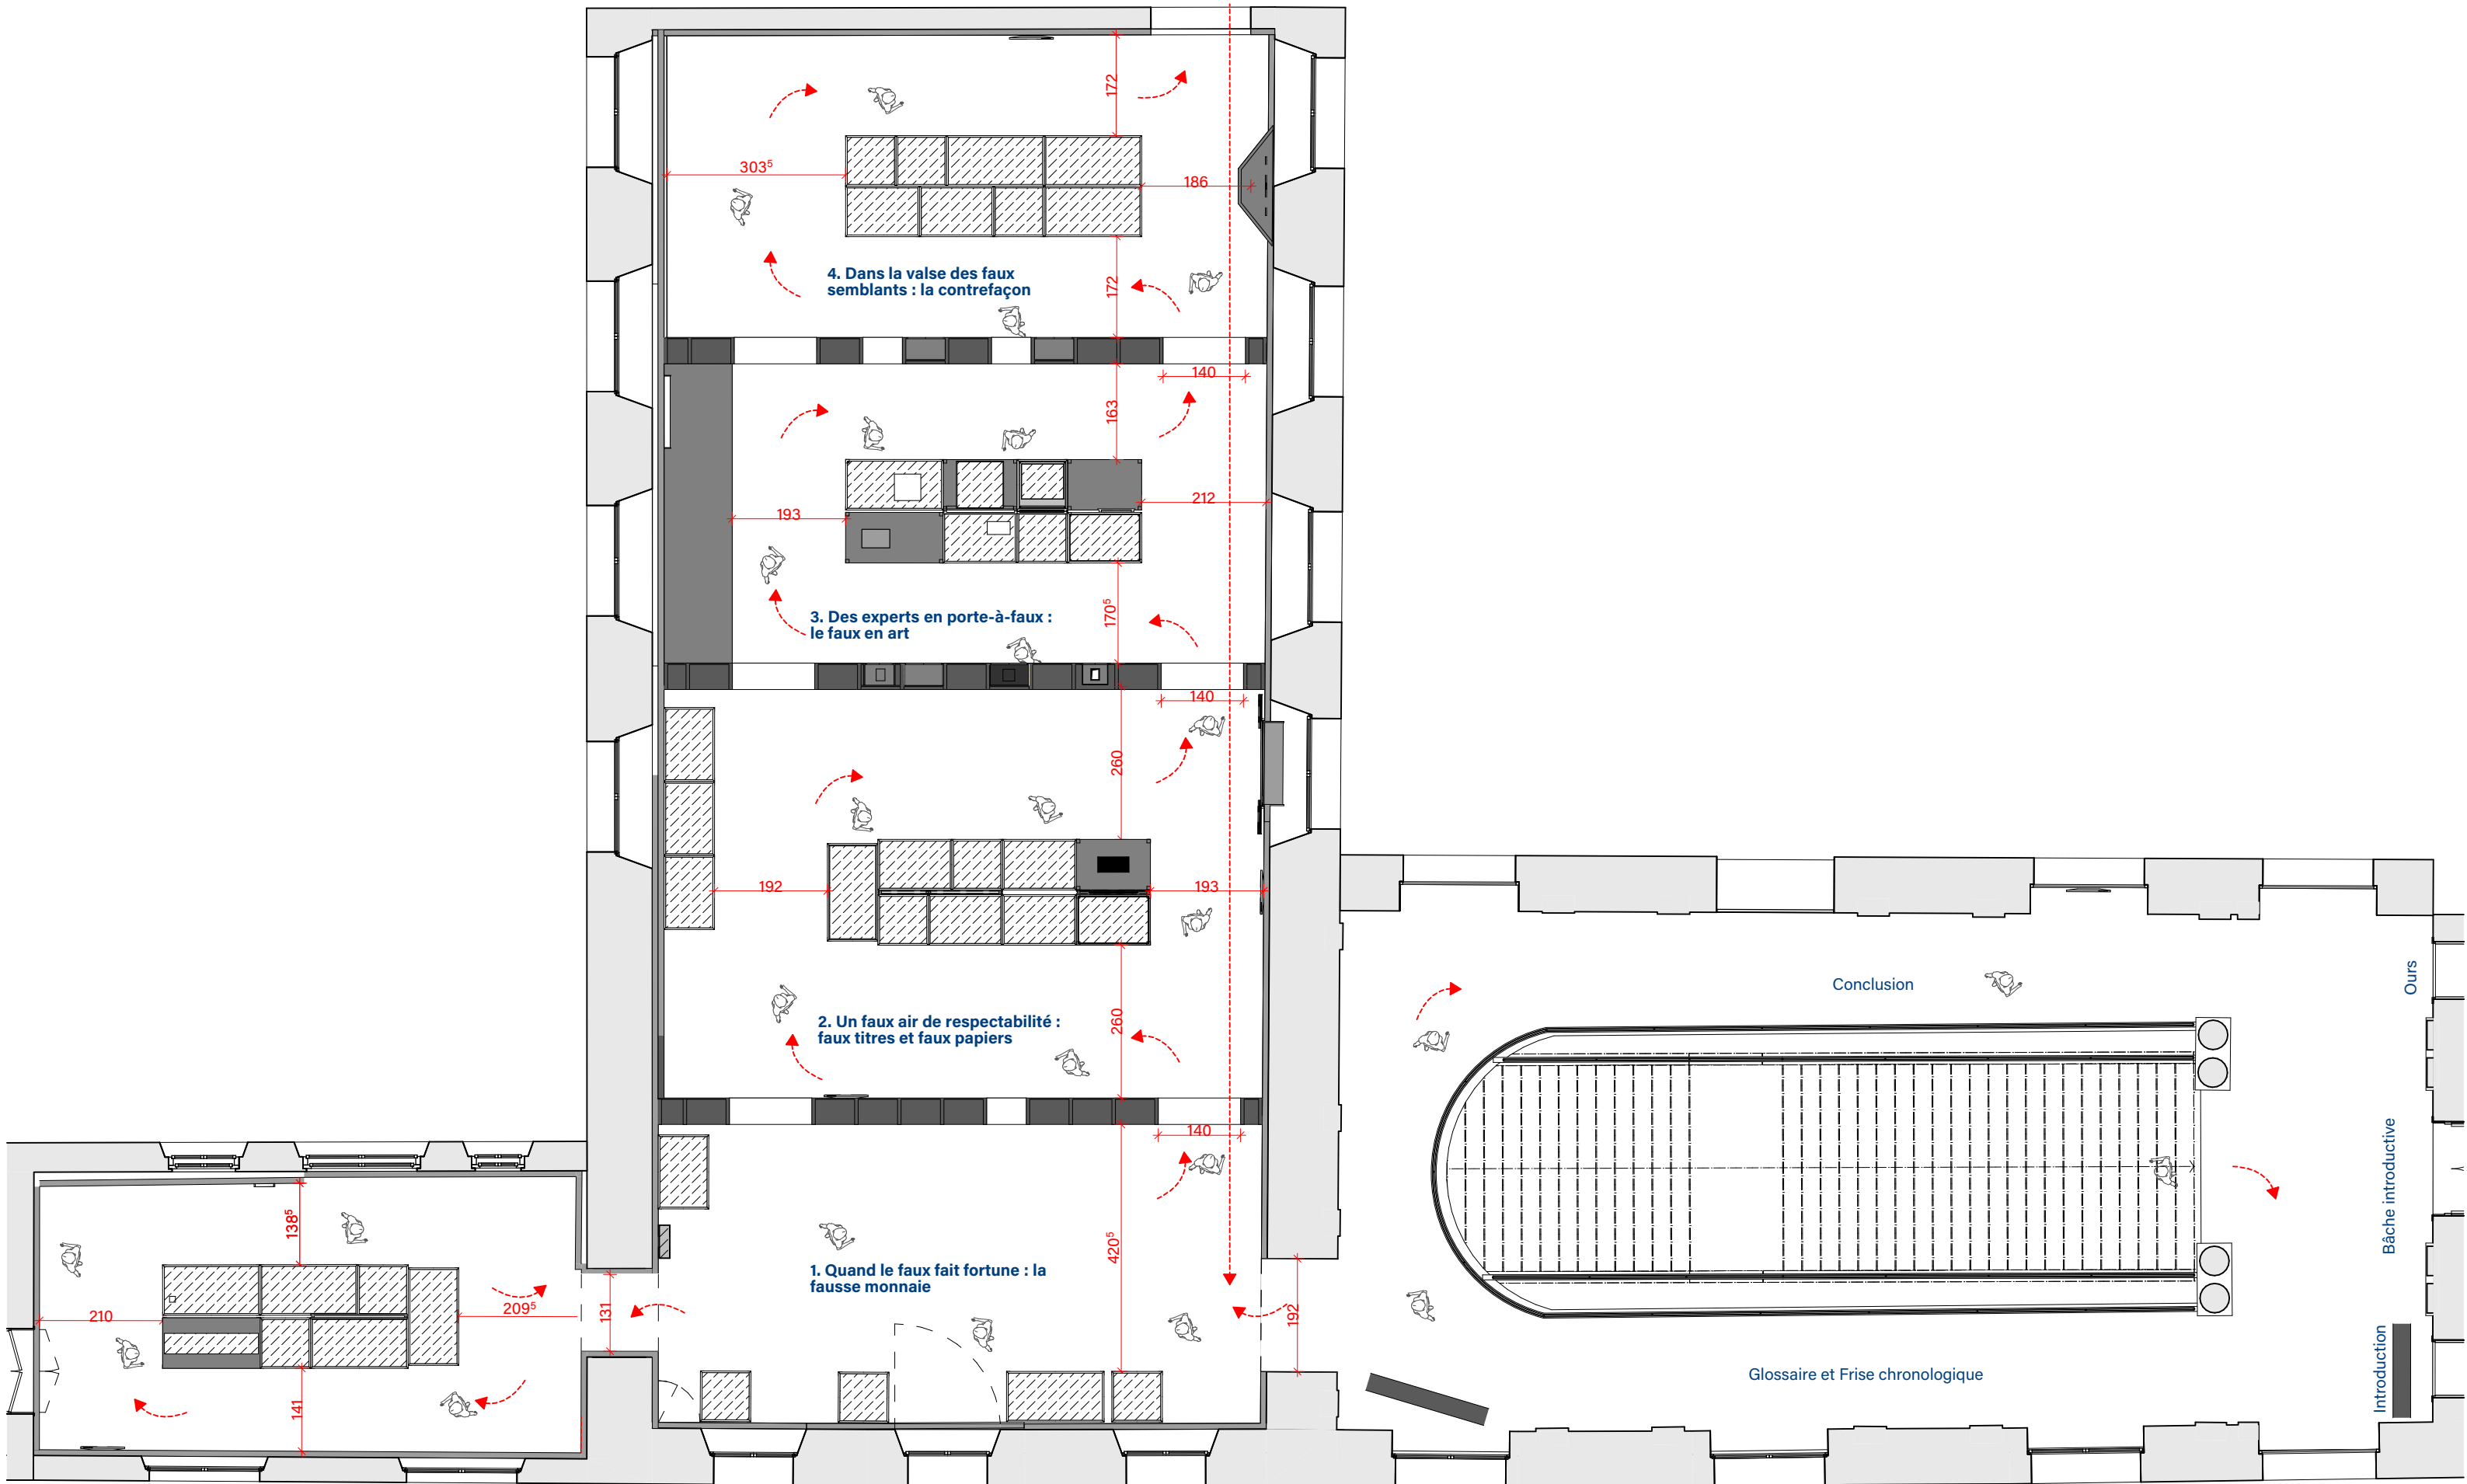 172
303⁵
186
4. Dans la valse des faux
semblants : la contrefaçon
172
140
163
212
193
3. Des experts en porte-à-faux :
le faux en art
170⁵
140
260
192
193
2. Un faux air de respectabilité :
faux titres et faux papiers
260
140
420⁵
1. Quand le faux fait fortune : la
fausse monnaie
138⁵
210
209⁵
141
131
192
Conclusion
Ours
Bâche introductive
Introduction
Glossaire et Frise chronologique